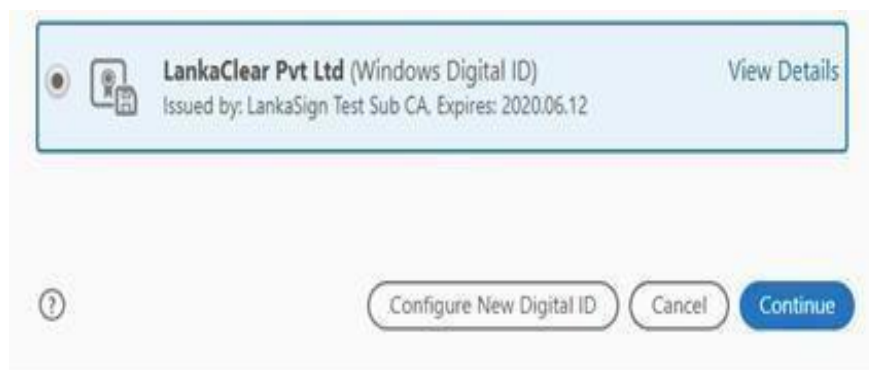 LankaClear Pvt Ltd (Windows Digital ID)
View Details
Issued by: LankaSign Test Sub CA, Expires: 2020.06.12
?
Configure New Digital ID
Cancel
Continue